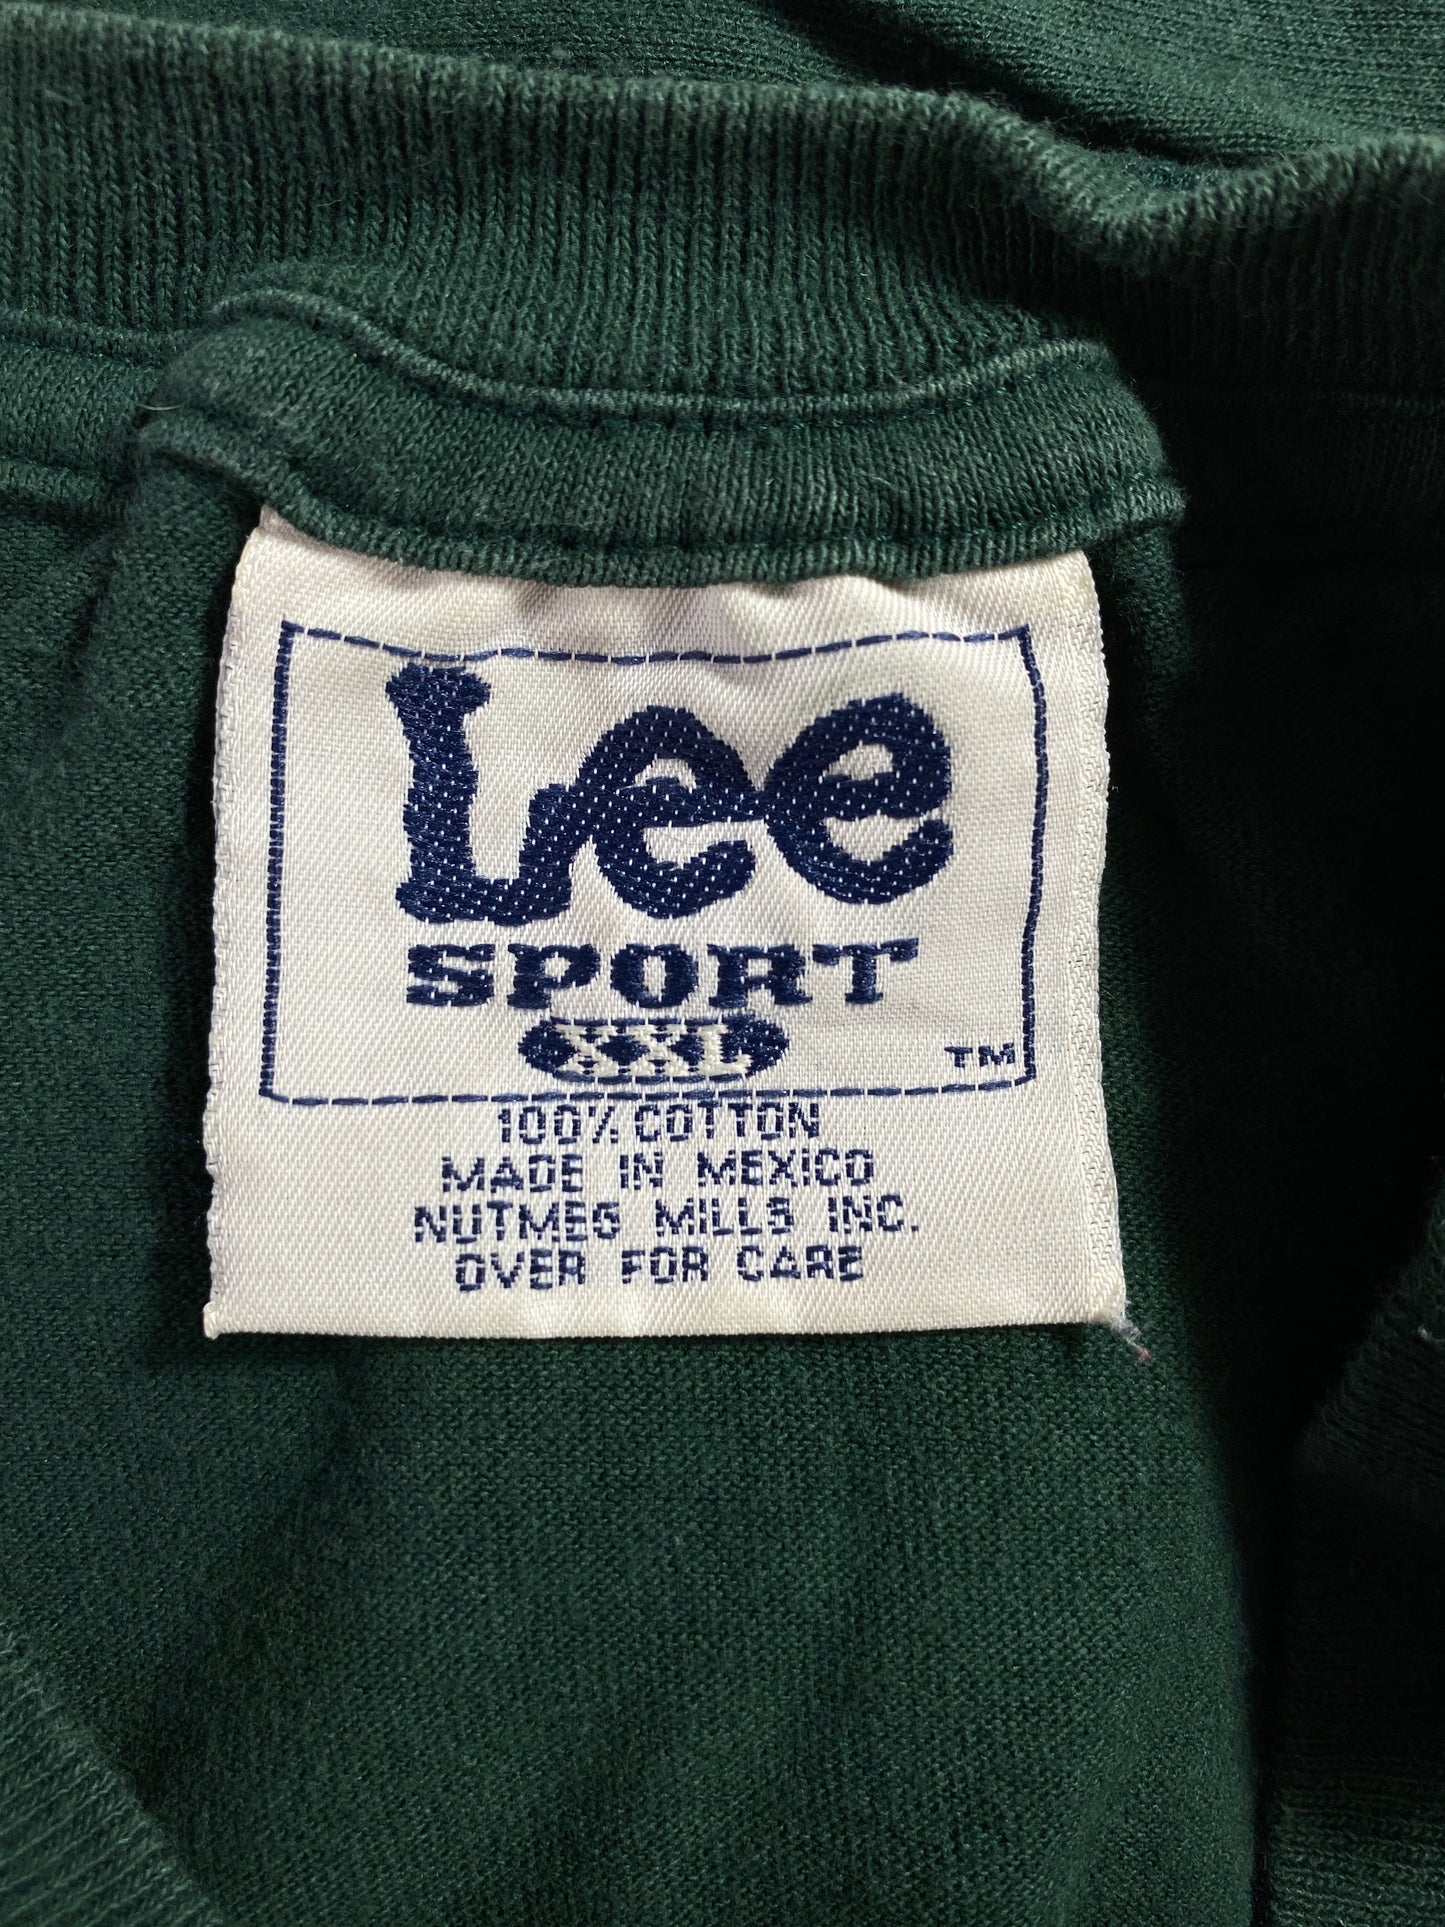 Lee
SPORT
XXL
TM
100% COTTON
MADE IN MEXICO
NUTMEG MILLS INC.
OVER FOR CARE